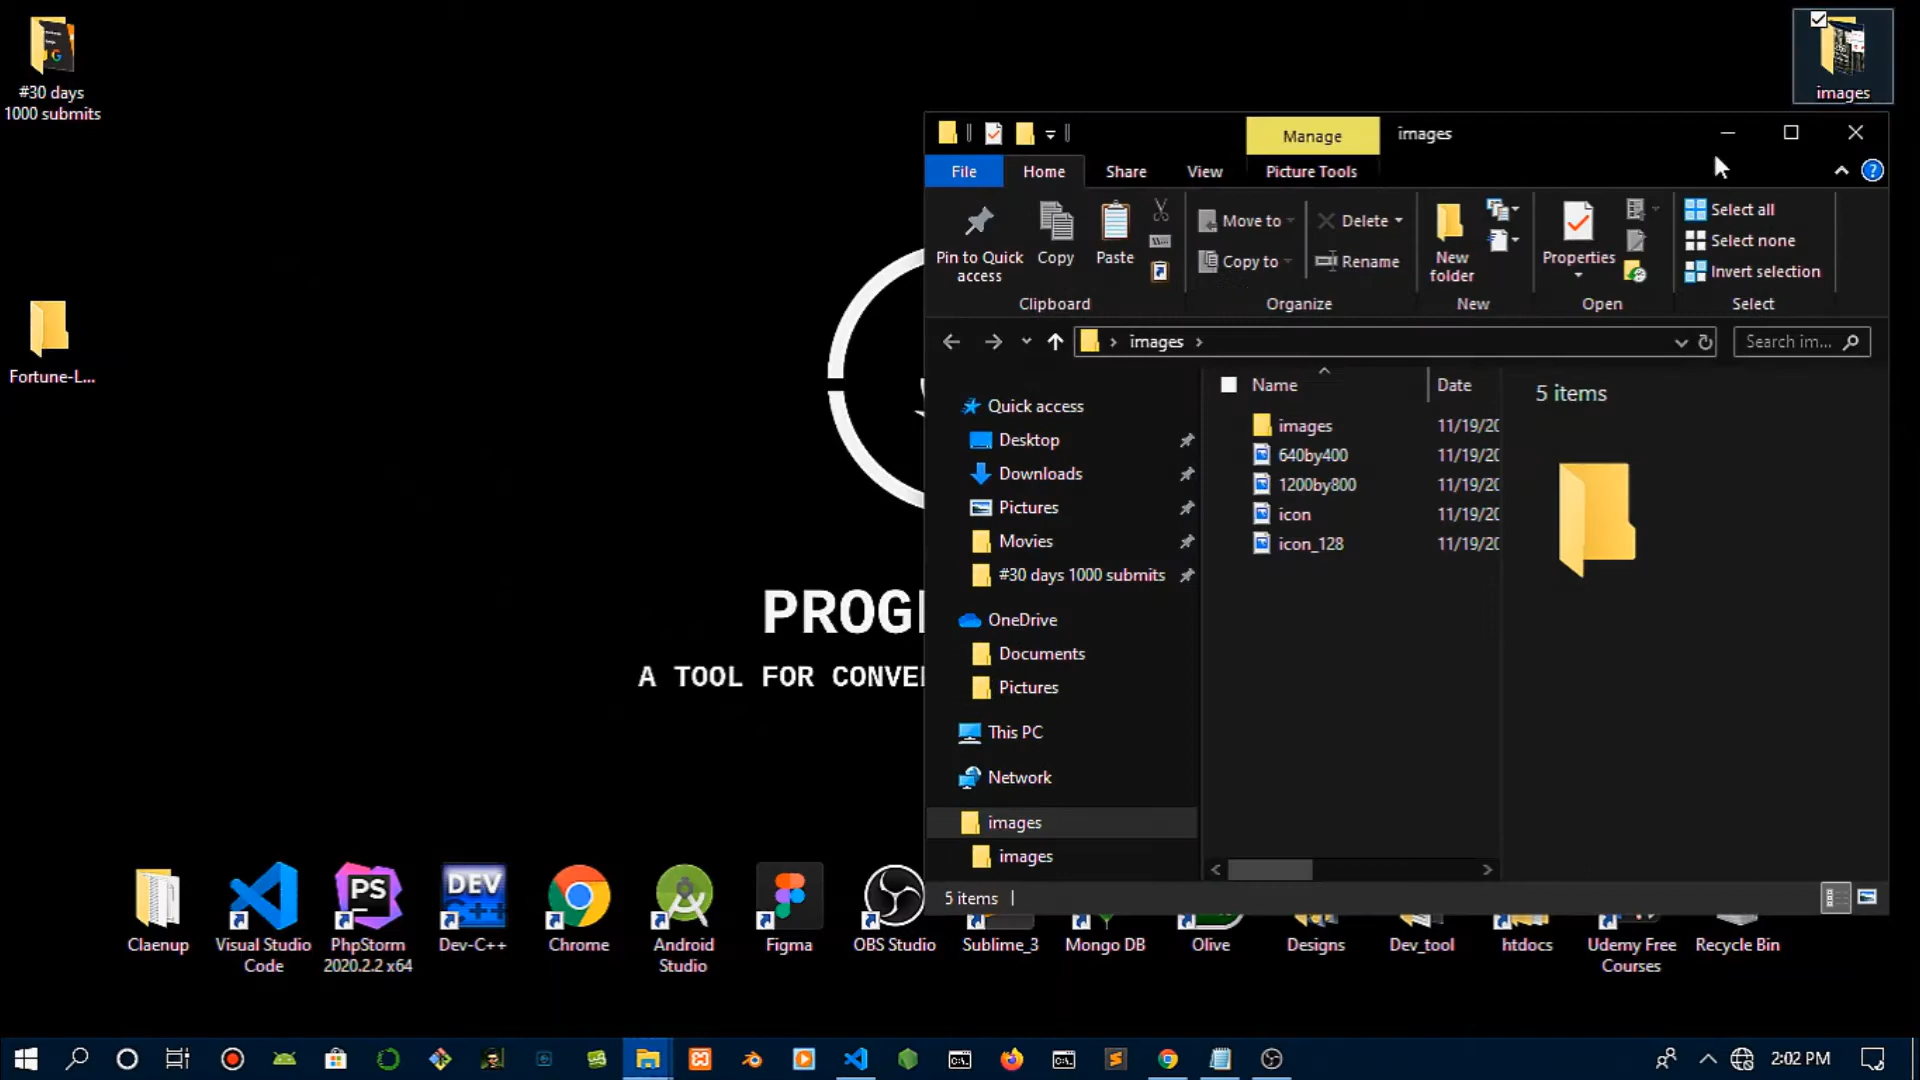 #30 days
1000 submits
images
Manage
images
File
Home
Share
View
Picture Tools
Pin to Quick
access
Copy
Paste
Move to
Copy to
Delete
Rename
New
folder
Properties
Select all
Select none
Invert selection
Clipboard
Organize
New
Open
Select
images
Search im...
Fortune-L...
Quick access
Desktop
Downloads
Pictures
Movies
#30 days 1000 submits
OneDrive
Documents
Pictures
This PC
Network
images
images
Name
Date
images
11/19/20
640by400
11/19/20
1200by800
11/19/20
icon
11/19/20
icon_128
11/19/20
5 items
PROG
A TOOL FOR CONVE
5 items
PS
DEV
C++
Claenup
Visual Studio
Code
PhpStorm
2020.2.2 x64
Dev-C++
Chrome
Android
Studio
Figma
OBS Studio
Sublime_3
Mongo DB
Olive
Designs
Dev_tool
htdocs
Udemy Free
Courses
Recycle Bin
2:02 PM